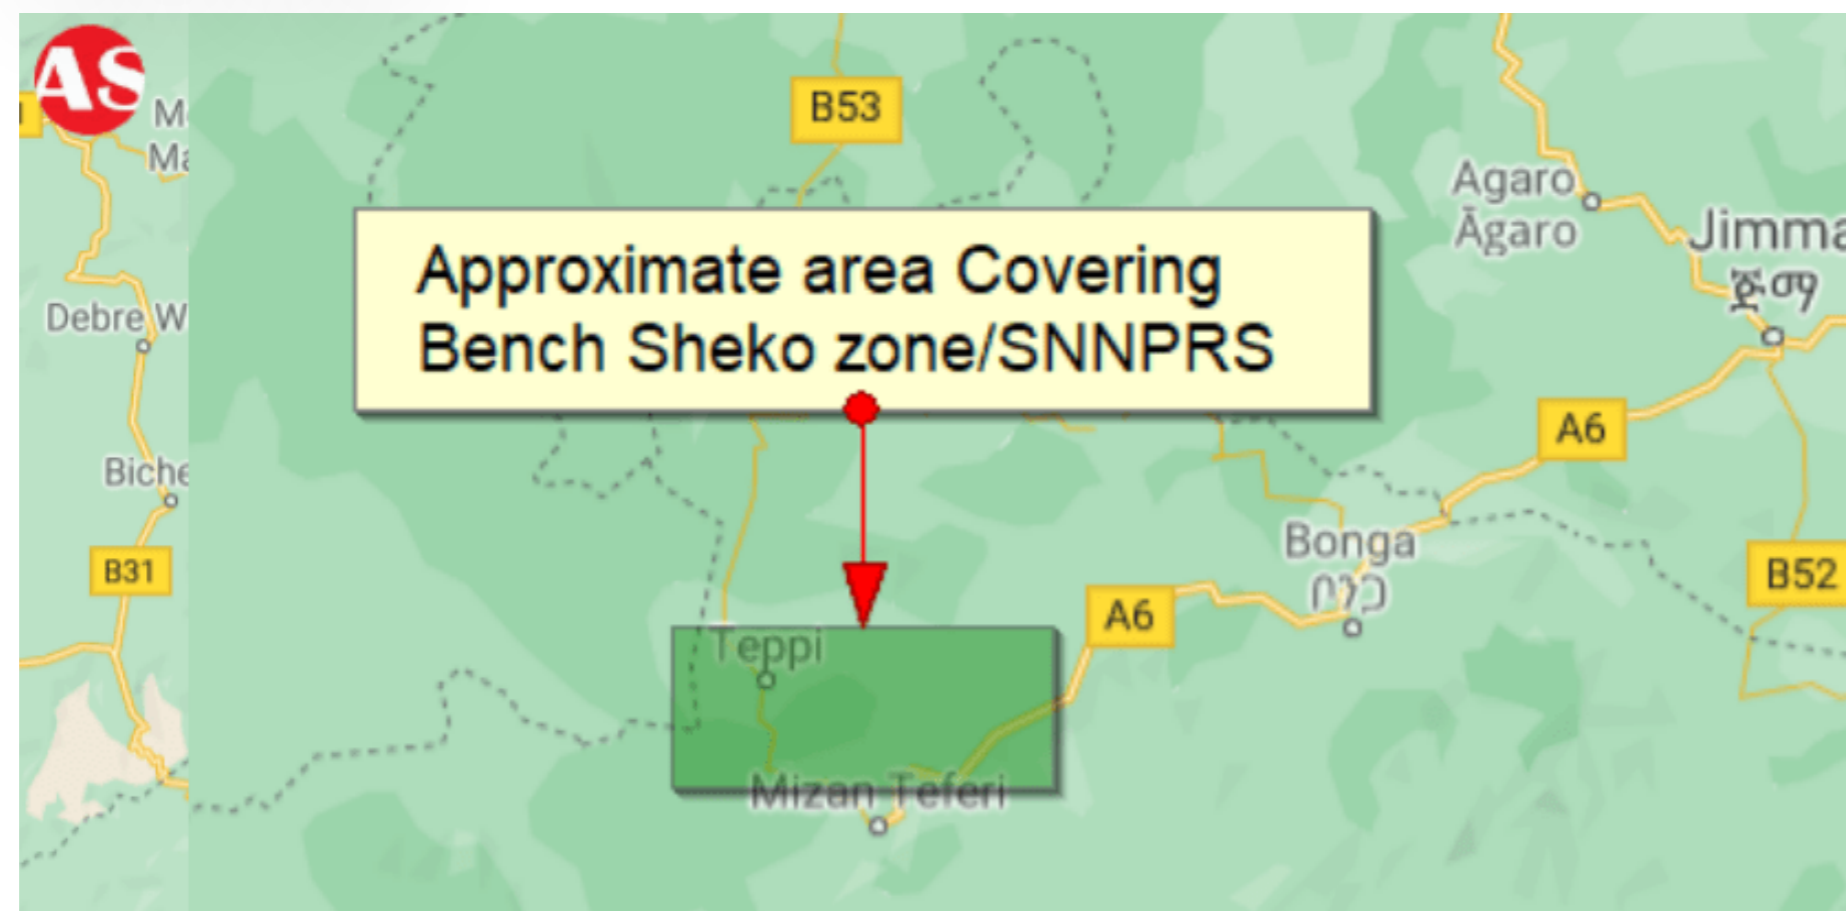 AS
B53
Agaro
Āgaro
Jimma
ጅማ
Approximate area Covering
Bench Sheko zone/SNNPRS
Debre W
A6
Biche
Bonga
ቦንጋ
B31
B52
A6
Teppi
Mizan Teferi